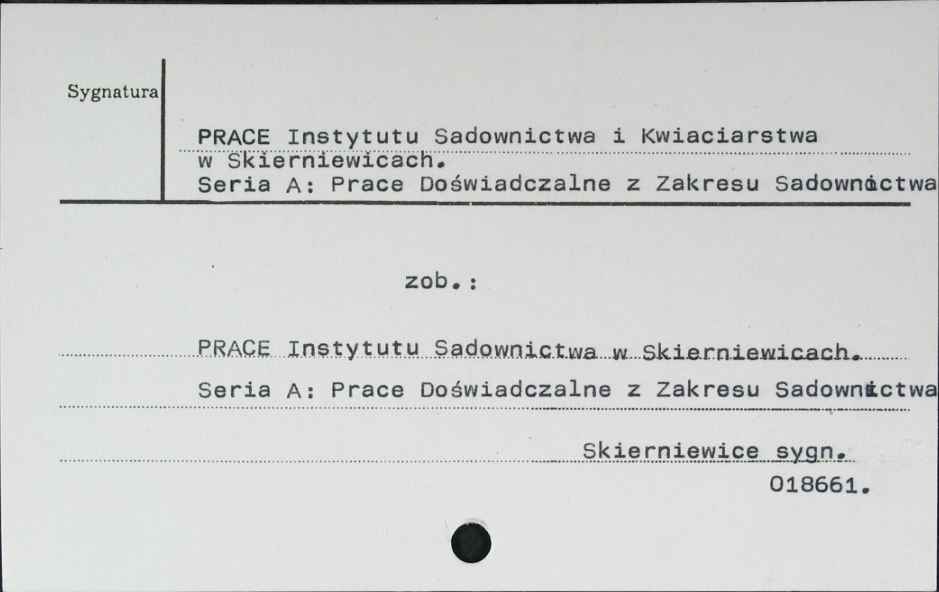 Sygnatura
PRACE Instytutu Sadownictwa i Kwiaciarstwa
w Skierniewicach.
Seria A: Prace Doświadczalne z Zakresu Sadownictwa
zob.:
PRACE Instytutu Sadownictwa w Skierniewicach.
Seria A: Prace Doświadczalne z Zakresu Sadownictwa
Skierniewice sygn.
018661.